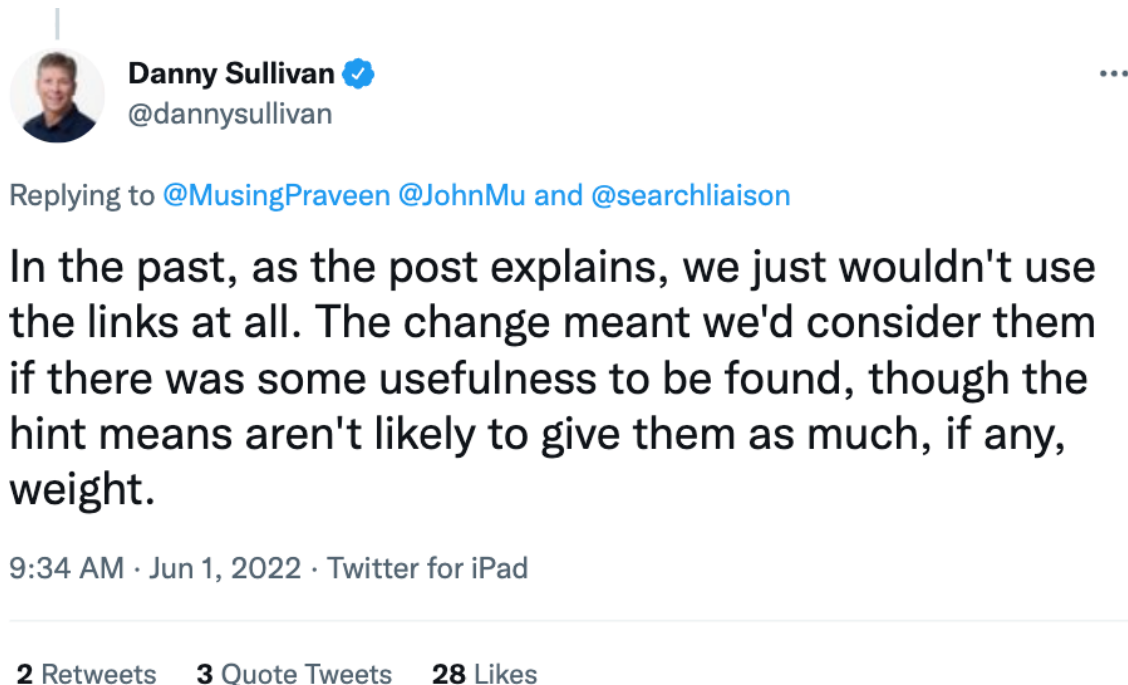 Danny Sullivan
@dannysullivan
Replying to @MusingPraveen @JohnMu and @searchliaison
In the past, as the post explains, we just wouldn't use
the links at all. The change meant we'd consider them
if there was some usefulness to be found, though the
hint means aren't likely to give them as much, if any,
weight.
9:34 AM · Jun 1, 2022 · Twitter for iPad
2 Retweets 3 Quote Tweets 28 Likes